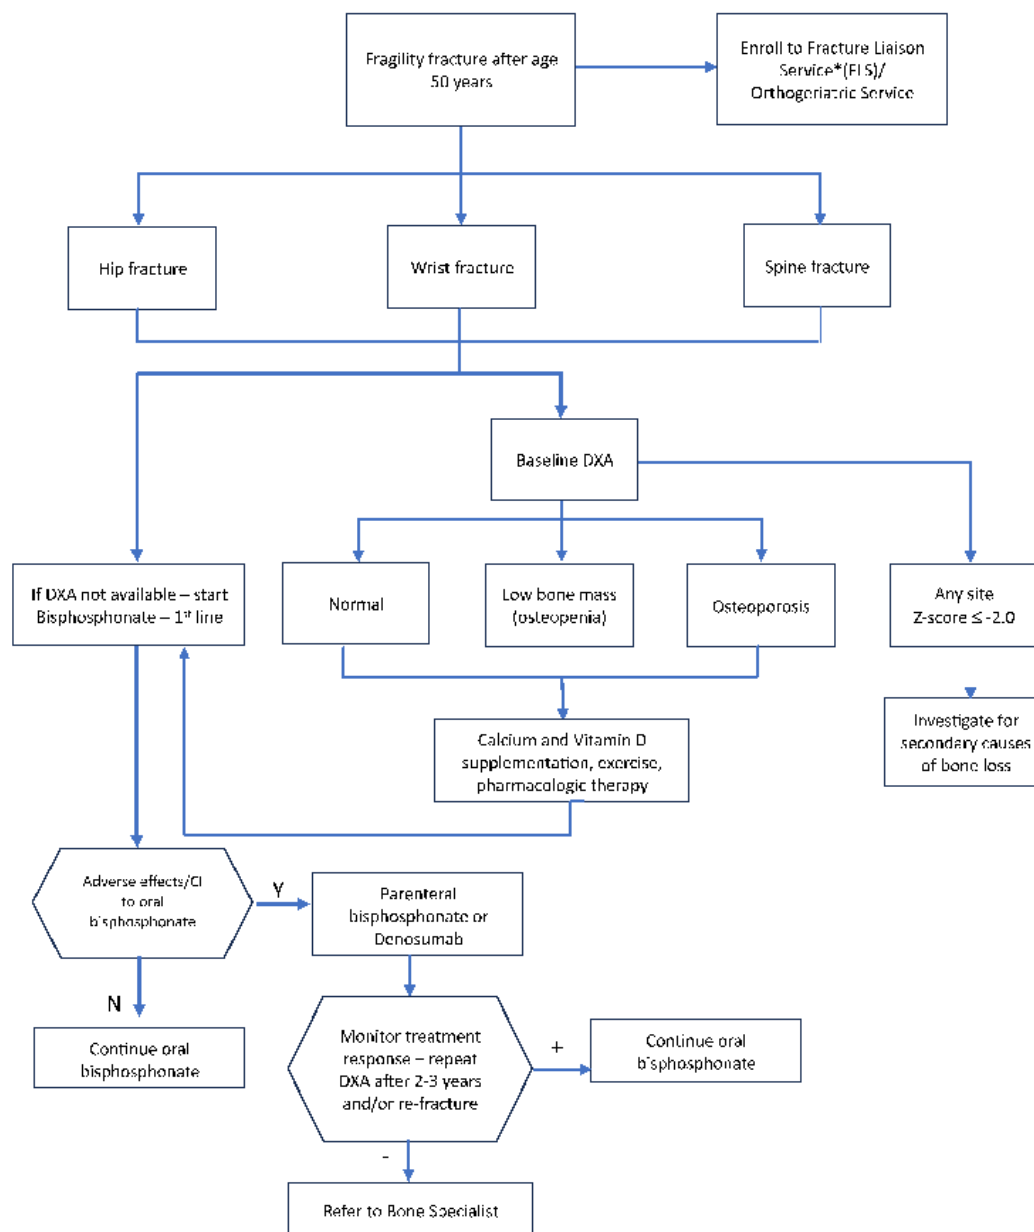 Fragility fracture after age
50 years
Enroll to Fracture Liaison
Service*(FLS)/
Orthogeriatric Service
Hip fracture
Wrist fracture
Spine fracture
Baseline DXA
If DXA not available – start
Bisphosphonate – 1st line
Normal
Low bone mass
(osteopenia)
Osteoporosis
Any site
Z-score ≤ -2.0
Calcium and Vitamin D
supplementation, exercise,
pharmacologic therapy
Investigate for
secondary causes
of bone loss
Adverse effects/CI
to oral
bisphosphonate
Y
Parenteral
bisphosphonate or
Denosumab
N
Continue oral
bisphosphonate
Monitor treatment
response – repeat
DXA after 2-3 years
and/or re-fracture
+
Continue oral
bisphosphonate
-
Refer to Bone Specialist